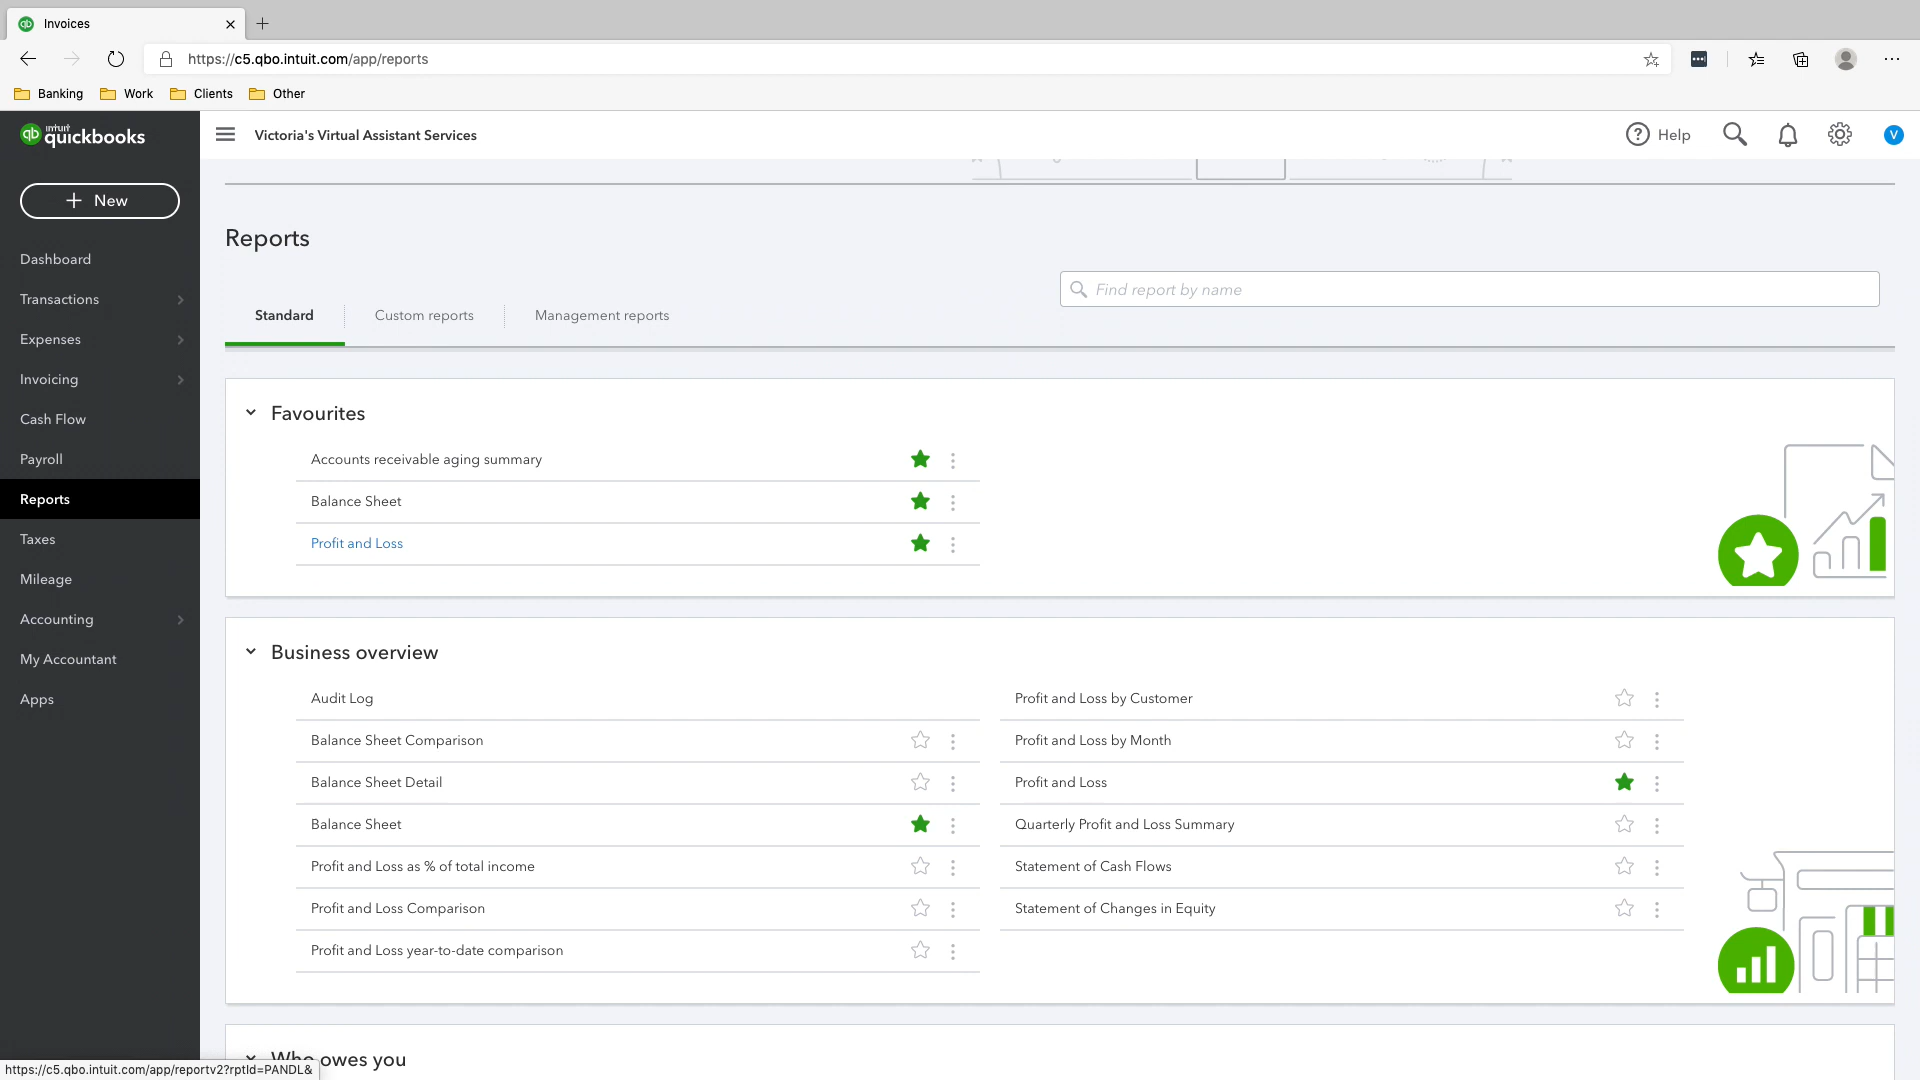 Invoices
https://c5.qbo.intuit.com/app/reports
Banking
Work
Clients
Other
qb intuit quickbooks
Victoria's Virtual Assistant Services
? Help
V
+ New
Dashboard
Transactions
Expenses
Invoicing
Cash Flow
Payroll
Reports
Taxes
Mileage
Accounting
My Accountant
Apps
Reports
Find report by name
Standard
Custom reports
Management reports
Favourites
Accounts receivable aging summary
Balance Sheet
Profit and Loss
Business overview
Audit Log
Balance Sheet Comparison
Balance Sheet Detail
Balance Sheet
Profit and Loss as % of total income
Profit and Loss Comparison
Profit and Loss year-to-date comparison
Profit and Loss by Customer
Profit and Loss by Month
Profit and Loss
Quarterly Profit and Loss Summary
Statement of Cash Flows
Statement of Changes in Equity
Who owes you
https://c5.qbo.intuit.com/app/reportv2?rptId=PANDL&